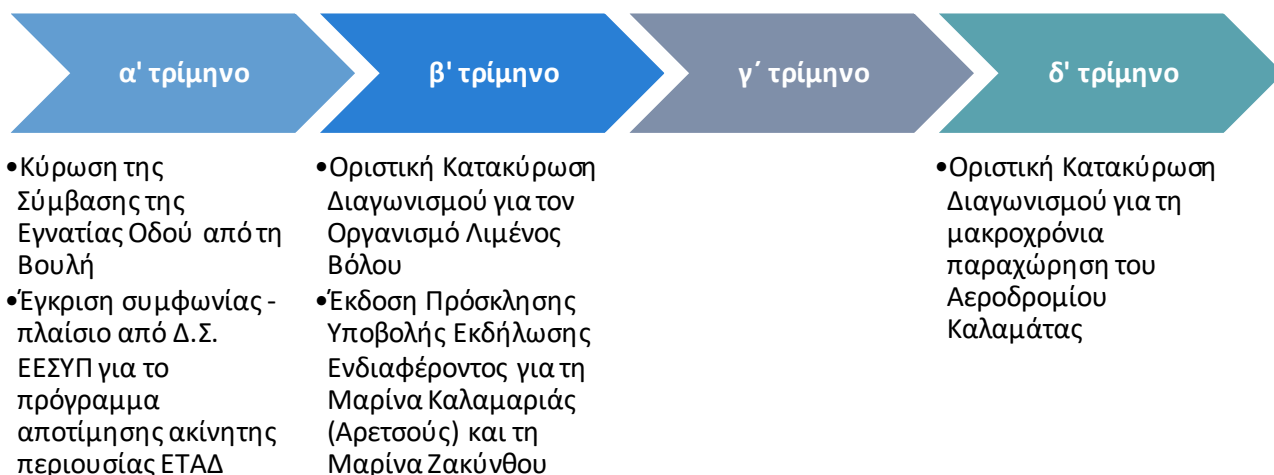 α' τρίμηνο
β' τρίμηνο
γ΄ τρίμηνο
δ' τρίμηνο
•Κύρωση της
Σύμβασης της
Εγνατίας Οδού από τη
Βουλή
•Έγκριση συμφωνίας -
πλαίσιο από Δ.Σ.
ΕΕΣΥΠ για το
πρόγραμμα
αποτίμησης ακίνητης
περιουσίας ΕΤΑΔ
•Οριστική Κατακύρωση
Διαγωνισμού για τον
Οργανισμό Λιμένος
Βόλου
•Έκδοση Πρόσκλησης
Υποβολής Εκδήλωσης
Ενδιαφέροντος για τη
Μαρίνα Καλαμαριάς
(Αρετσούς) και τη
Μαρίνα Ζακύνθου
•Οριστική Κατακύρωση
Διαγωνισμού για τη
μακροχρόνια
παραχώρηση του
Αεροδρομίου
Καλαμάτας